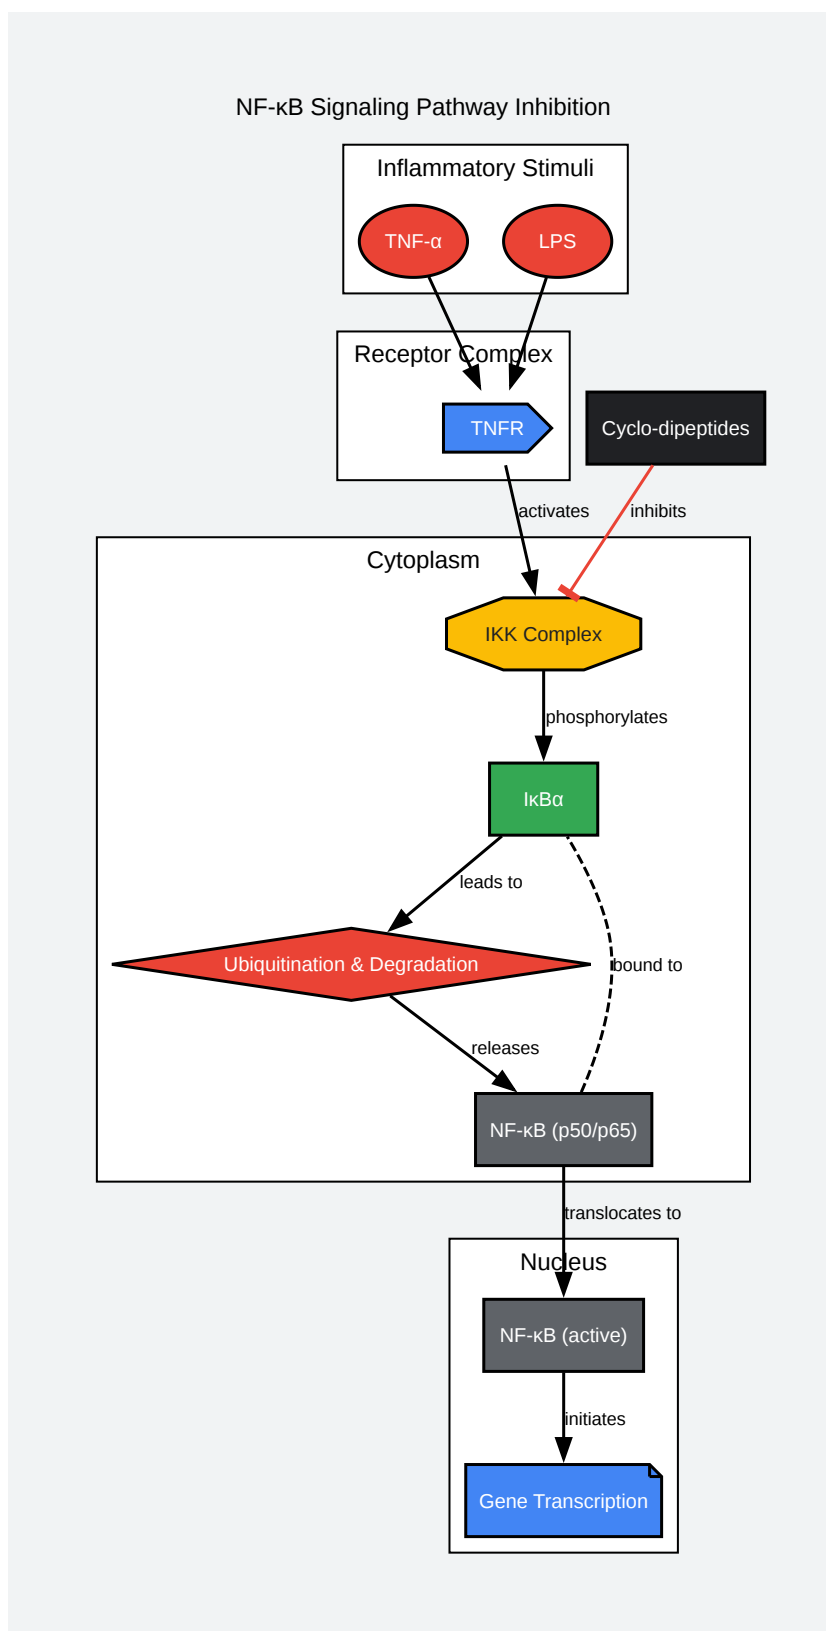 NF-κB Signaling Pathway Inhibition
Inflammatory Stimuli
TNF-α
LPS
Receptor Complex
TNFR
Cyclo-dipeptides
activates
inhibits
Cytoplasm
IKK Complex
phosphorylates
IκBα
leads to
Ubiquitination & Degradation
bound to
releases
NF-κB (p50/p65)
translocates to
Nucleus
NF-κB (active)
initiates
Gene Transcription